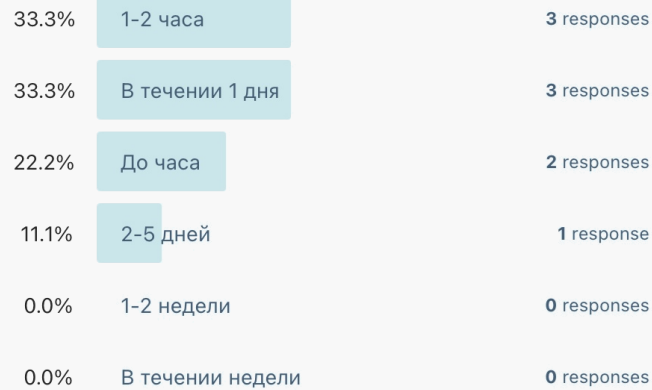 33.3% 1-2 часа 3 responses
33.3% В течении 1 дня 3 responses
22.2% До часа 2 responses
11.1% 2-5 дней 1 response
0.0% 1-2 недели 0 responses
0.0% В течении недели 0 responses